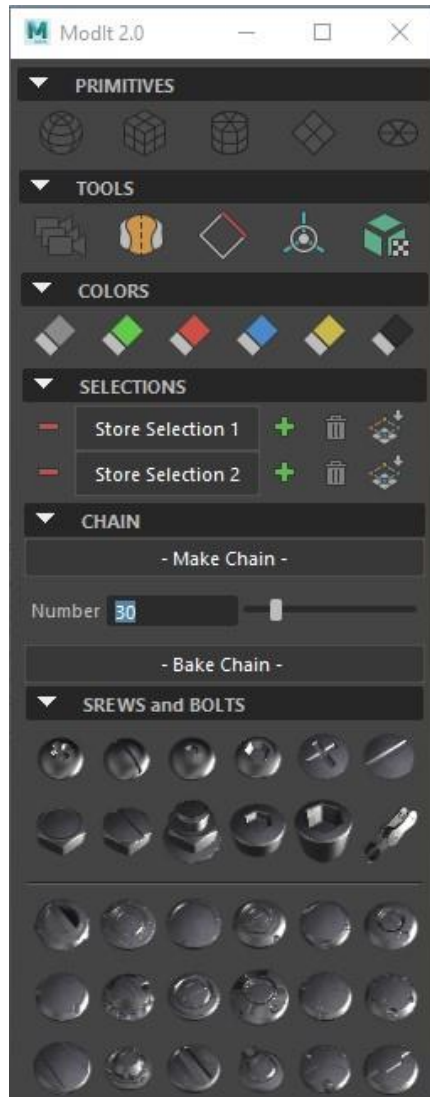 ModIt 2.0
PRIMITIVES
TOOLS
COLORS
SELECTIONS
Store Selection 1
Store Selection 2
CHAIN
- Make Chain -
Number 30
- Bake Chain -
SREWS and BOLTS